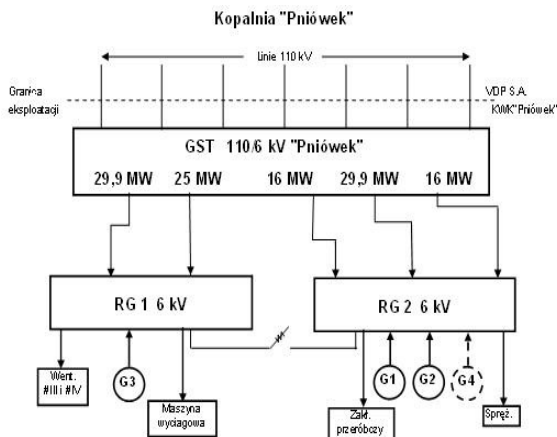 Kopalnia "Pniówek"
Linie 110 kV
Granica
eksploatacji
VDP S.A.
KWK"Pniówek"
GST 110/6 kV "Pniówek"
29,9 MW 25 MW 16 MW 29,9 MW 16 MW
RG 1 6 kV
RG 2 6 kV
Went.
#III i #IV
G3
Maszyna
wyciągowa
G1
G2
G4
Zakł.
przeróbczy
Spręż.